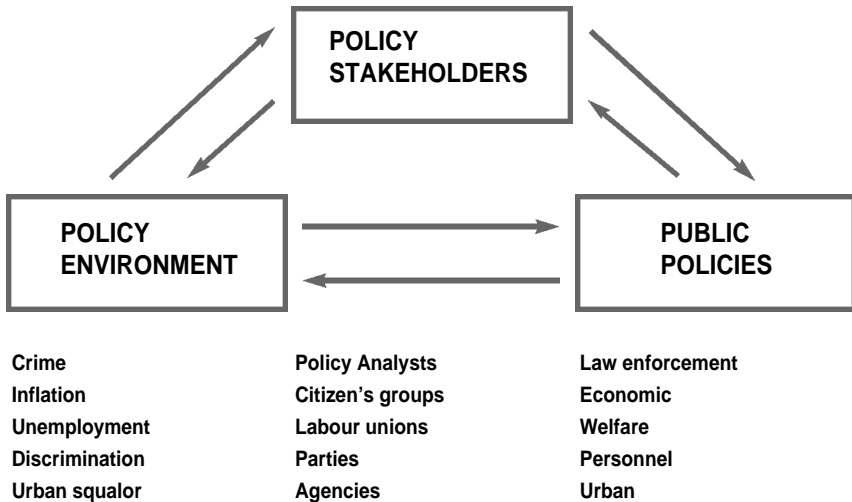 POLICY
STAKEHOLDERS
POLICY
ENVIRONMENT
PUBLIC
POLICIES
Crime
Policy Analysts
Law enforcement
Inflation
Citizen’s groups
Economic
Unemployment
Labour unions
Welfare
Discrimination
Parties
Personnel
Urban squalor
Agencies
Urban